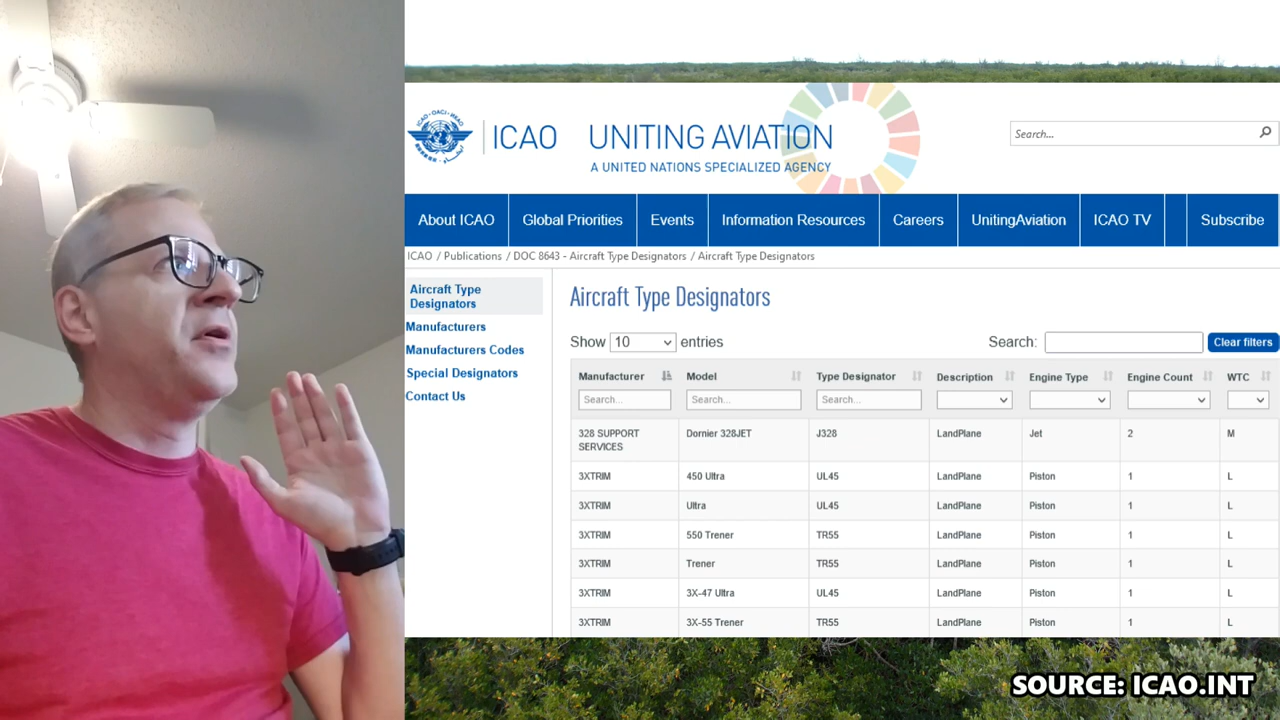 ICAO · OACI · ИКАО
ICAO UNITING AVIATION
A UNITED NATIONS SPECIALIZED AGENCY
Search...
About ICAO Global Priorities Events Information Resources Careers UnitingAviation ICAO TV Subscribe
ICAO / Publications / DOC 8643 - Aircraft Type Designators / Aircraft Type Designators
Aircraft Type
Designators
Manufacturers
Manufacturers Codes
Special Designators
Contact Us
Aircraft Type Designators
Show 10 entries Search: Clear filters
Manufacturer Model Type Designator Description Engine Type Engine Count WTC
Search... Search... Search...
328 SUPPORT
SERVICES Dornier 328JET J328 LandPlane Jet 2 M
3XTRIM 450 Ultra UL45 LandPlane Piston 1 L
3XTRIM Ultra UL45 LandPlane Piston 1 L
3XTRIM 550 Trener TR55 LandPlane Piston 1 L
3XTRIM Trener TR55 LandPlane Piston 1 L
3XTRIM 3X-47 Ultra UL45 LandPlane Piston 1 L
3XTRIM 3X-55 Trener TR55 LandPlane Piston 1 L
SOURCE: ICAO.INT